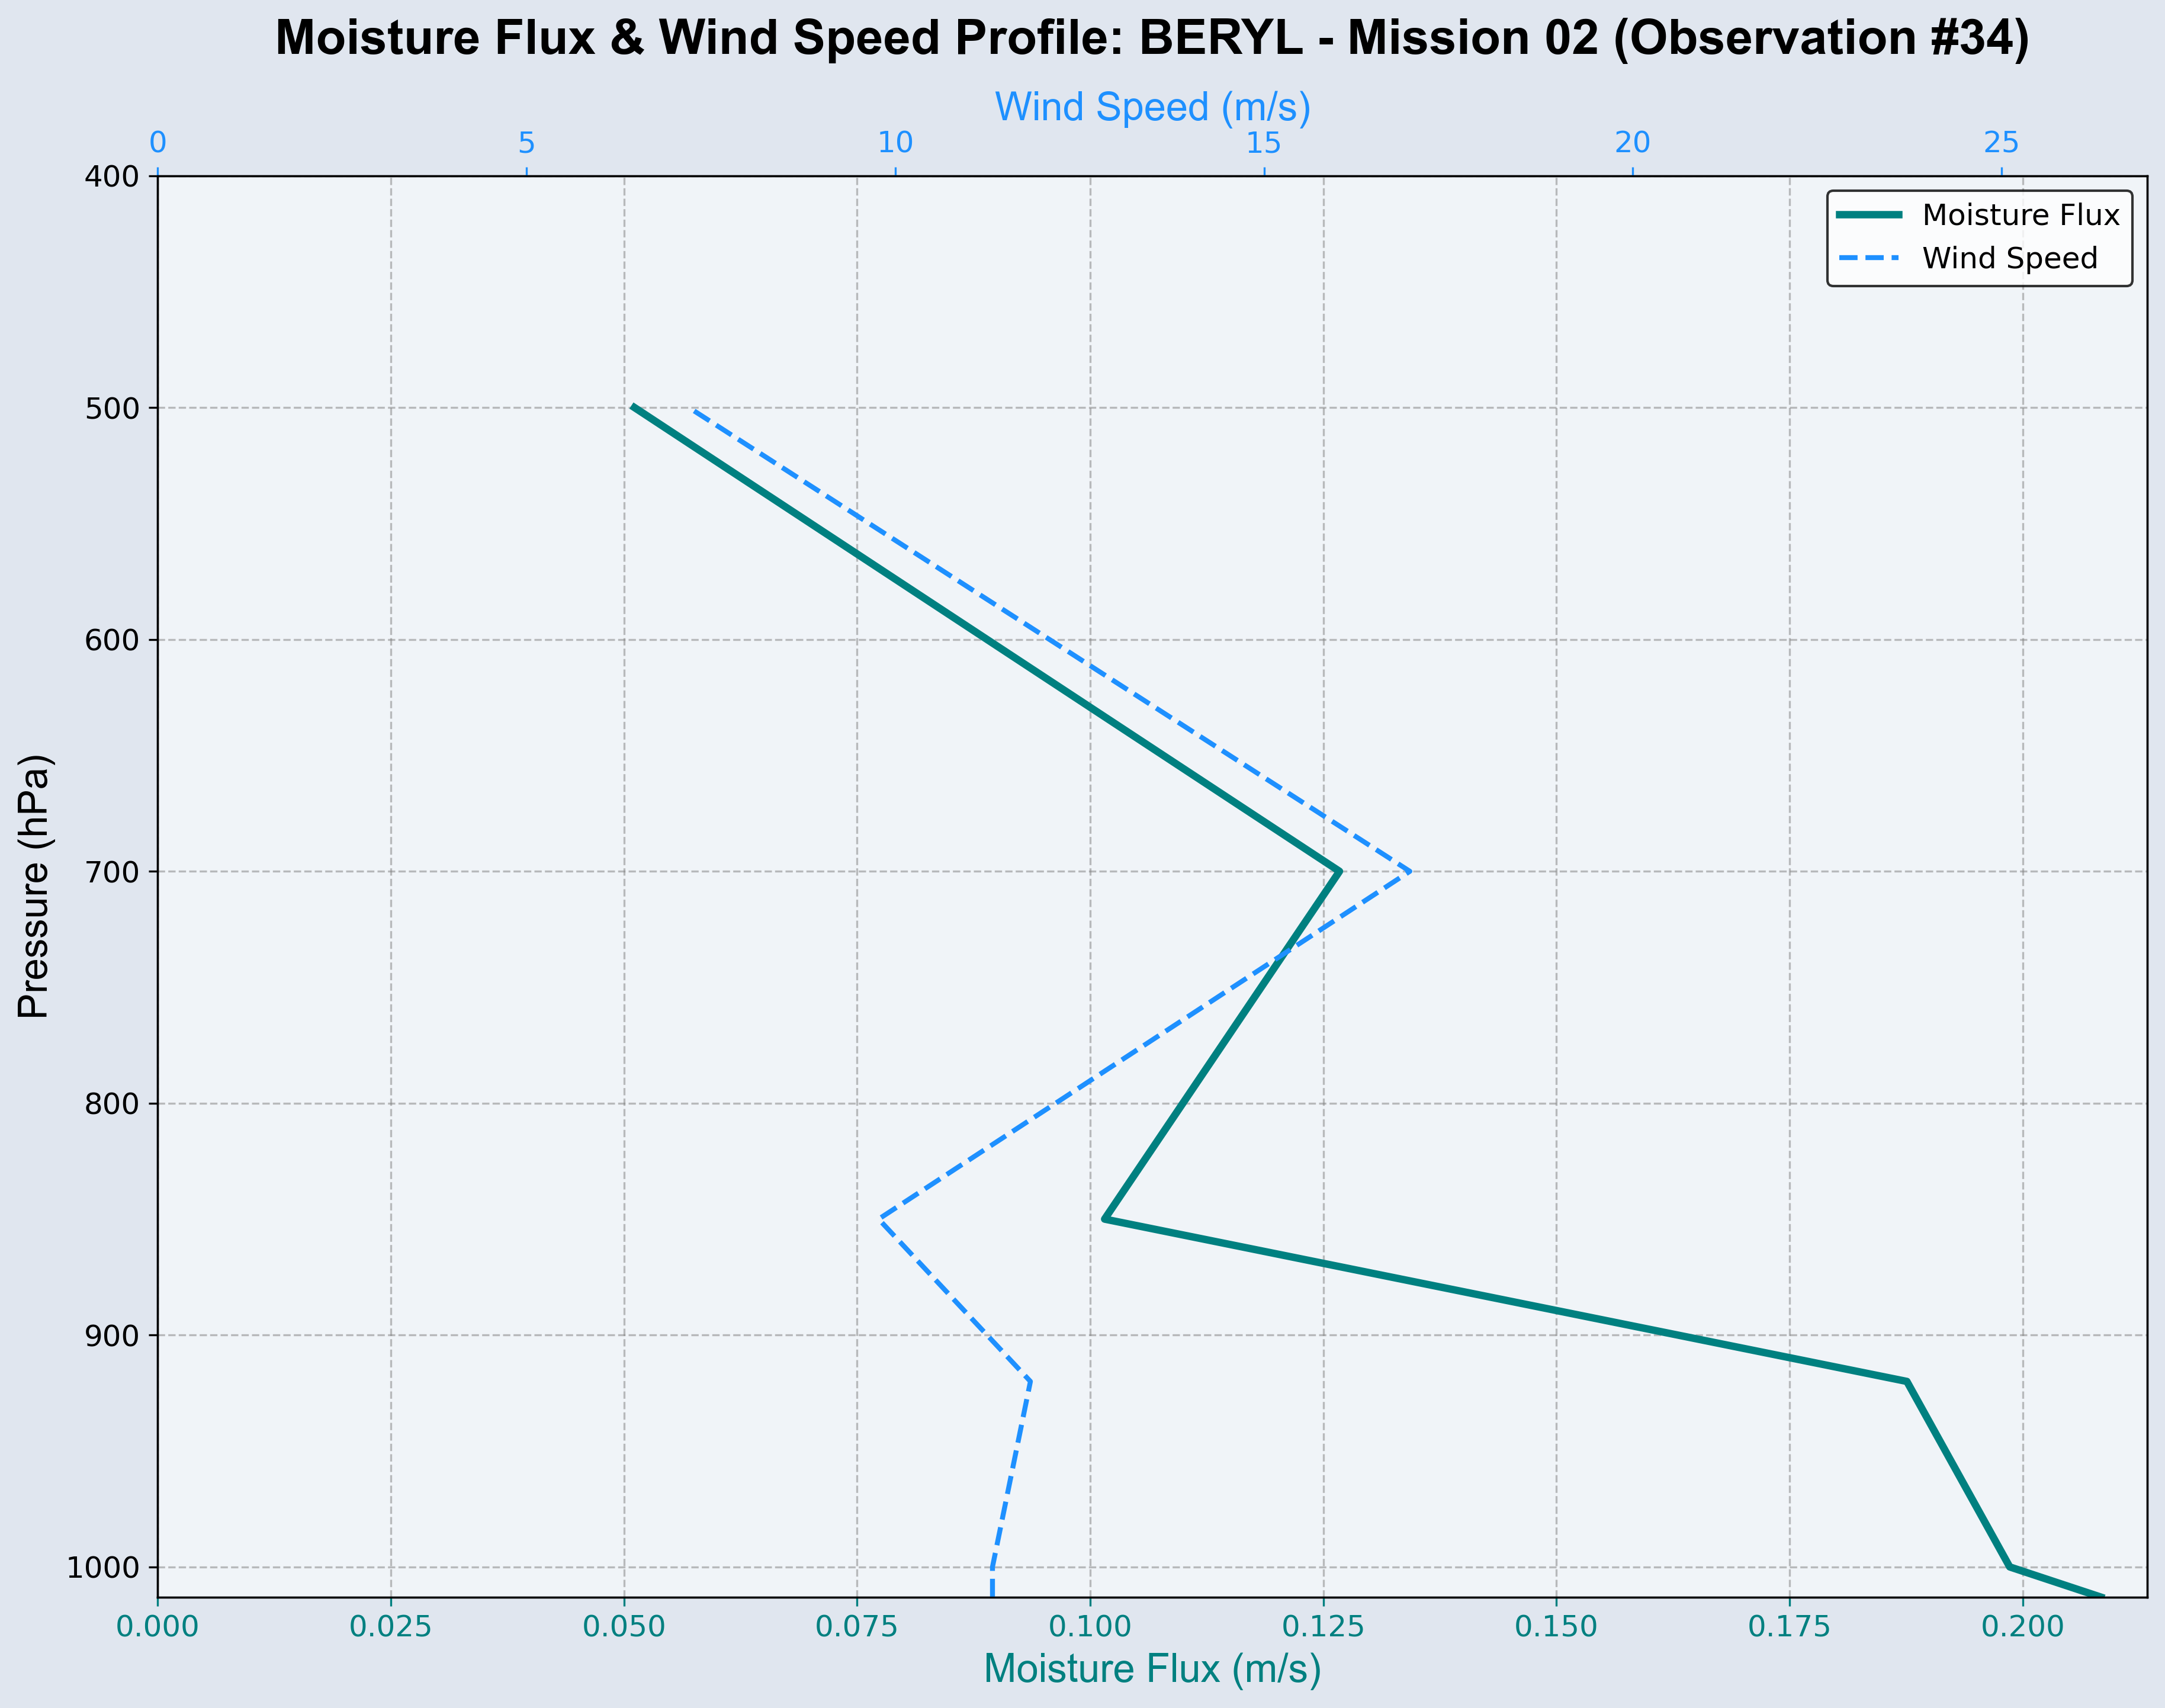 Moisture Flux & Wind Speed Profile: BERYL - Mission 02 (Observation #34)
Wind Speed (m/s)
0 5 10 15 20 25
Moisture Flux
Wind Speed
Pressure (hPa)
400
500
600
700
800
900
1000
0.000 0.025 0.050 0.075 0.100 0.125 0.150 0.175 0.200
Moisture Flux (m/s)